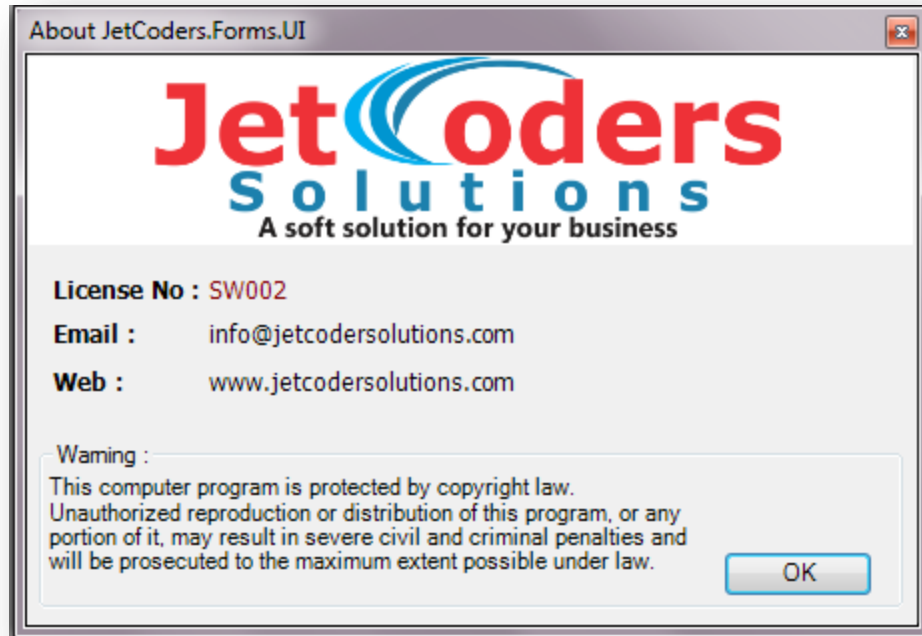 About JetCoders.Forms.UI
JetCoders
Solutions
A soft solution for your business
License No : SW002
Email : info@jetcodersolutions.com
Web : www.jetcodersolutions.com
Warning :
This computer program is protected by copyright law.
Unauthorized reproduction or distribution of this program, or any
portion of it, may result in severe civil and criminal penalties and
will be prosecuted to the maximum extent possible under law.
OK